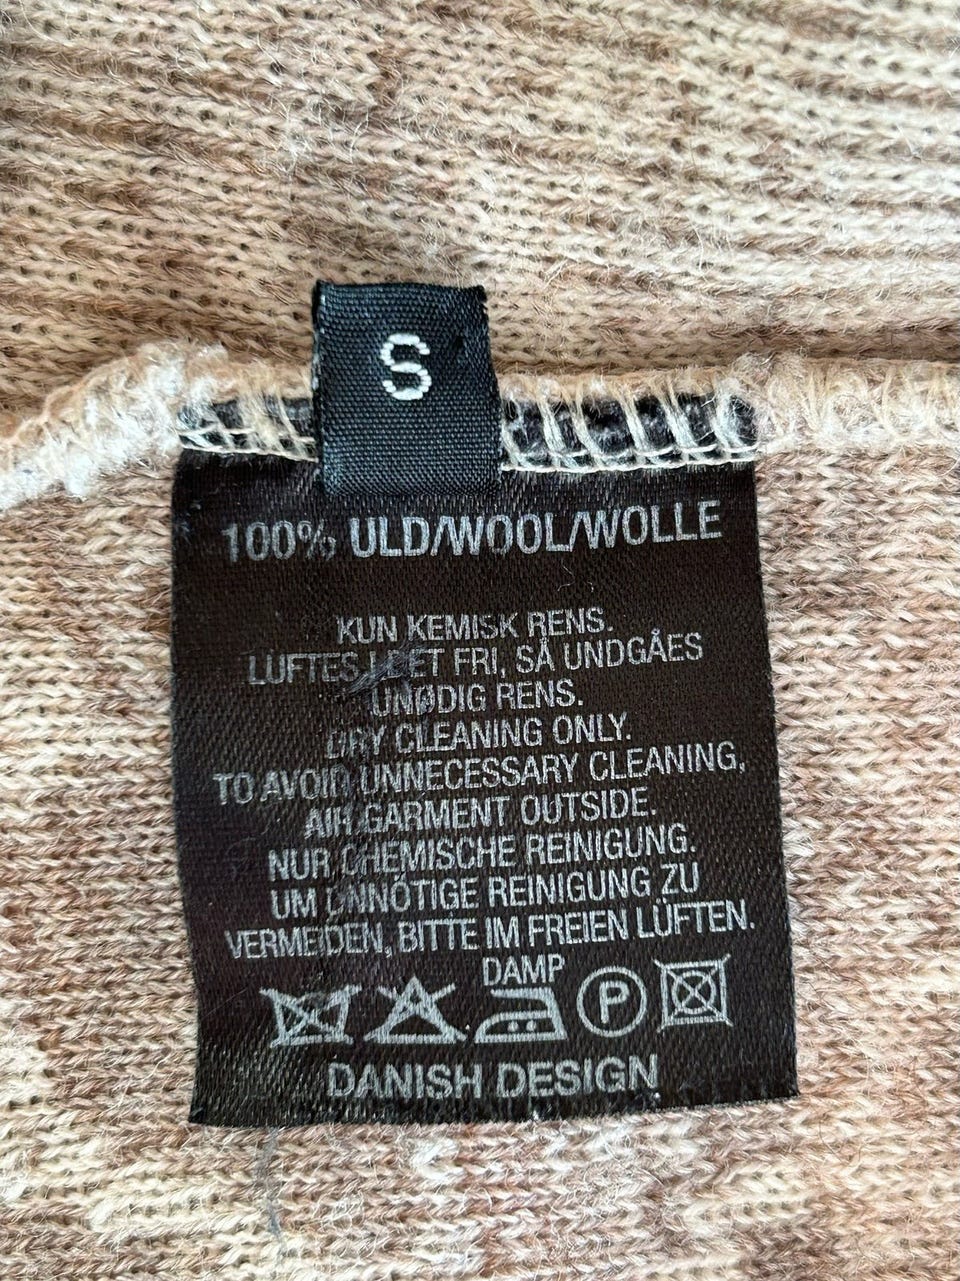 S
100% ULD/WOOL/WOLLE
KUN KEMISK RENS.
LUFTES I DET FRI, SÅ UNDGÅES
UNØDIG RENS.
DRY CLEANING ONLY.
TO AVOID UNNECESSARY CLEANING,
AIR GARMENT OUTSIDE.
NUR CHEMISCHE REINIGUNG.
UM UNNÖTIGE REINIGUNG ZU
VERMEIDEN, BITTE IM FREIEN LÜFTEN.
DAMP
P
DANISH DESIGN